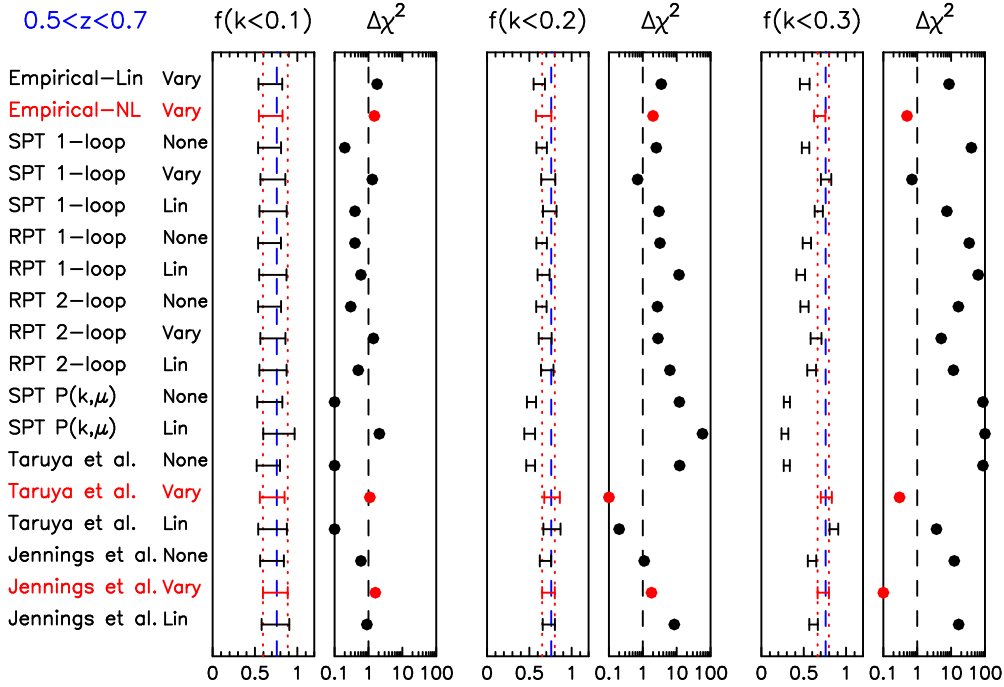 0.5<z<0.7 f(k<0.1) Δχ² f(k<0.2) Δχ² f(k<0.3) Δχ²
Empirical−Lin Vary
Empirical−NL Vary
SPT 1−loop None
SPT 1−loop Vary
SPT 1−loop Lin
RPT 1−loop None
RPT 1−loop Lin
RPT 2−loop None
RPT 2−loop Vary
RPT 2−loop Lin
SPT P(k,μ) None
SPT P(k,μ) Lin
Taruya et al. None
Taruya et al. Vary
Taruya et al. Lin
Jennings et al. None
Jennings et al. Vary
Jennings et al. Lin
0 0.5 1 0.1 1 10 100 0 0.5 1 0.1 1 10 100 0 0.5 1 0.1 1 10 100